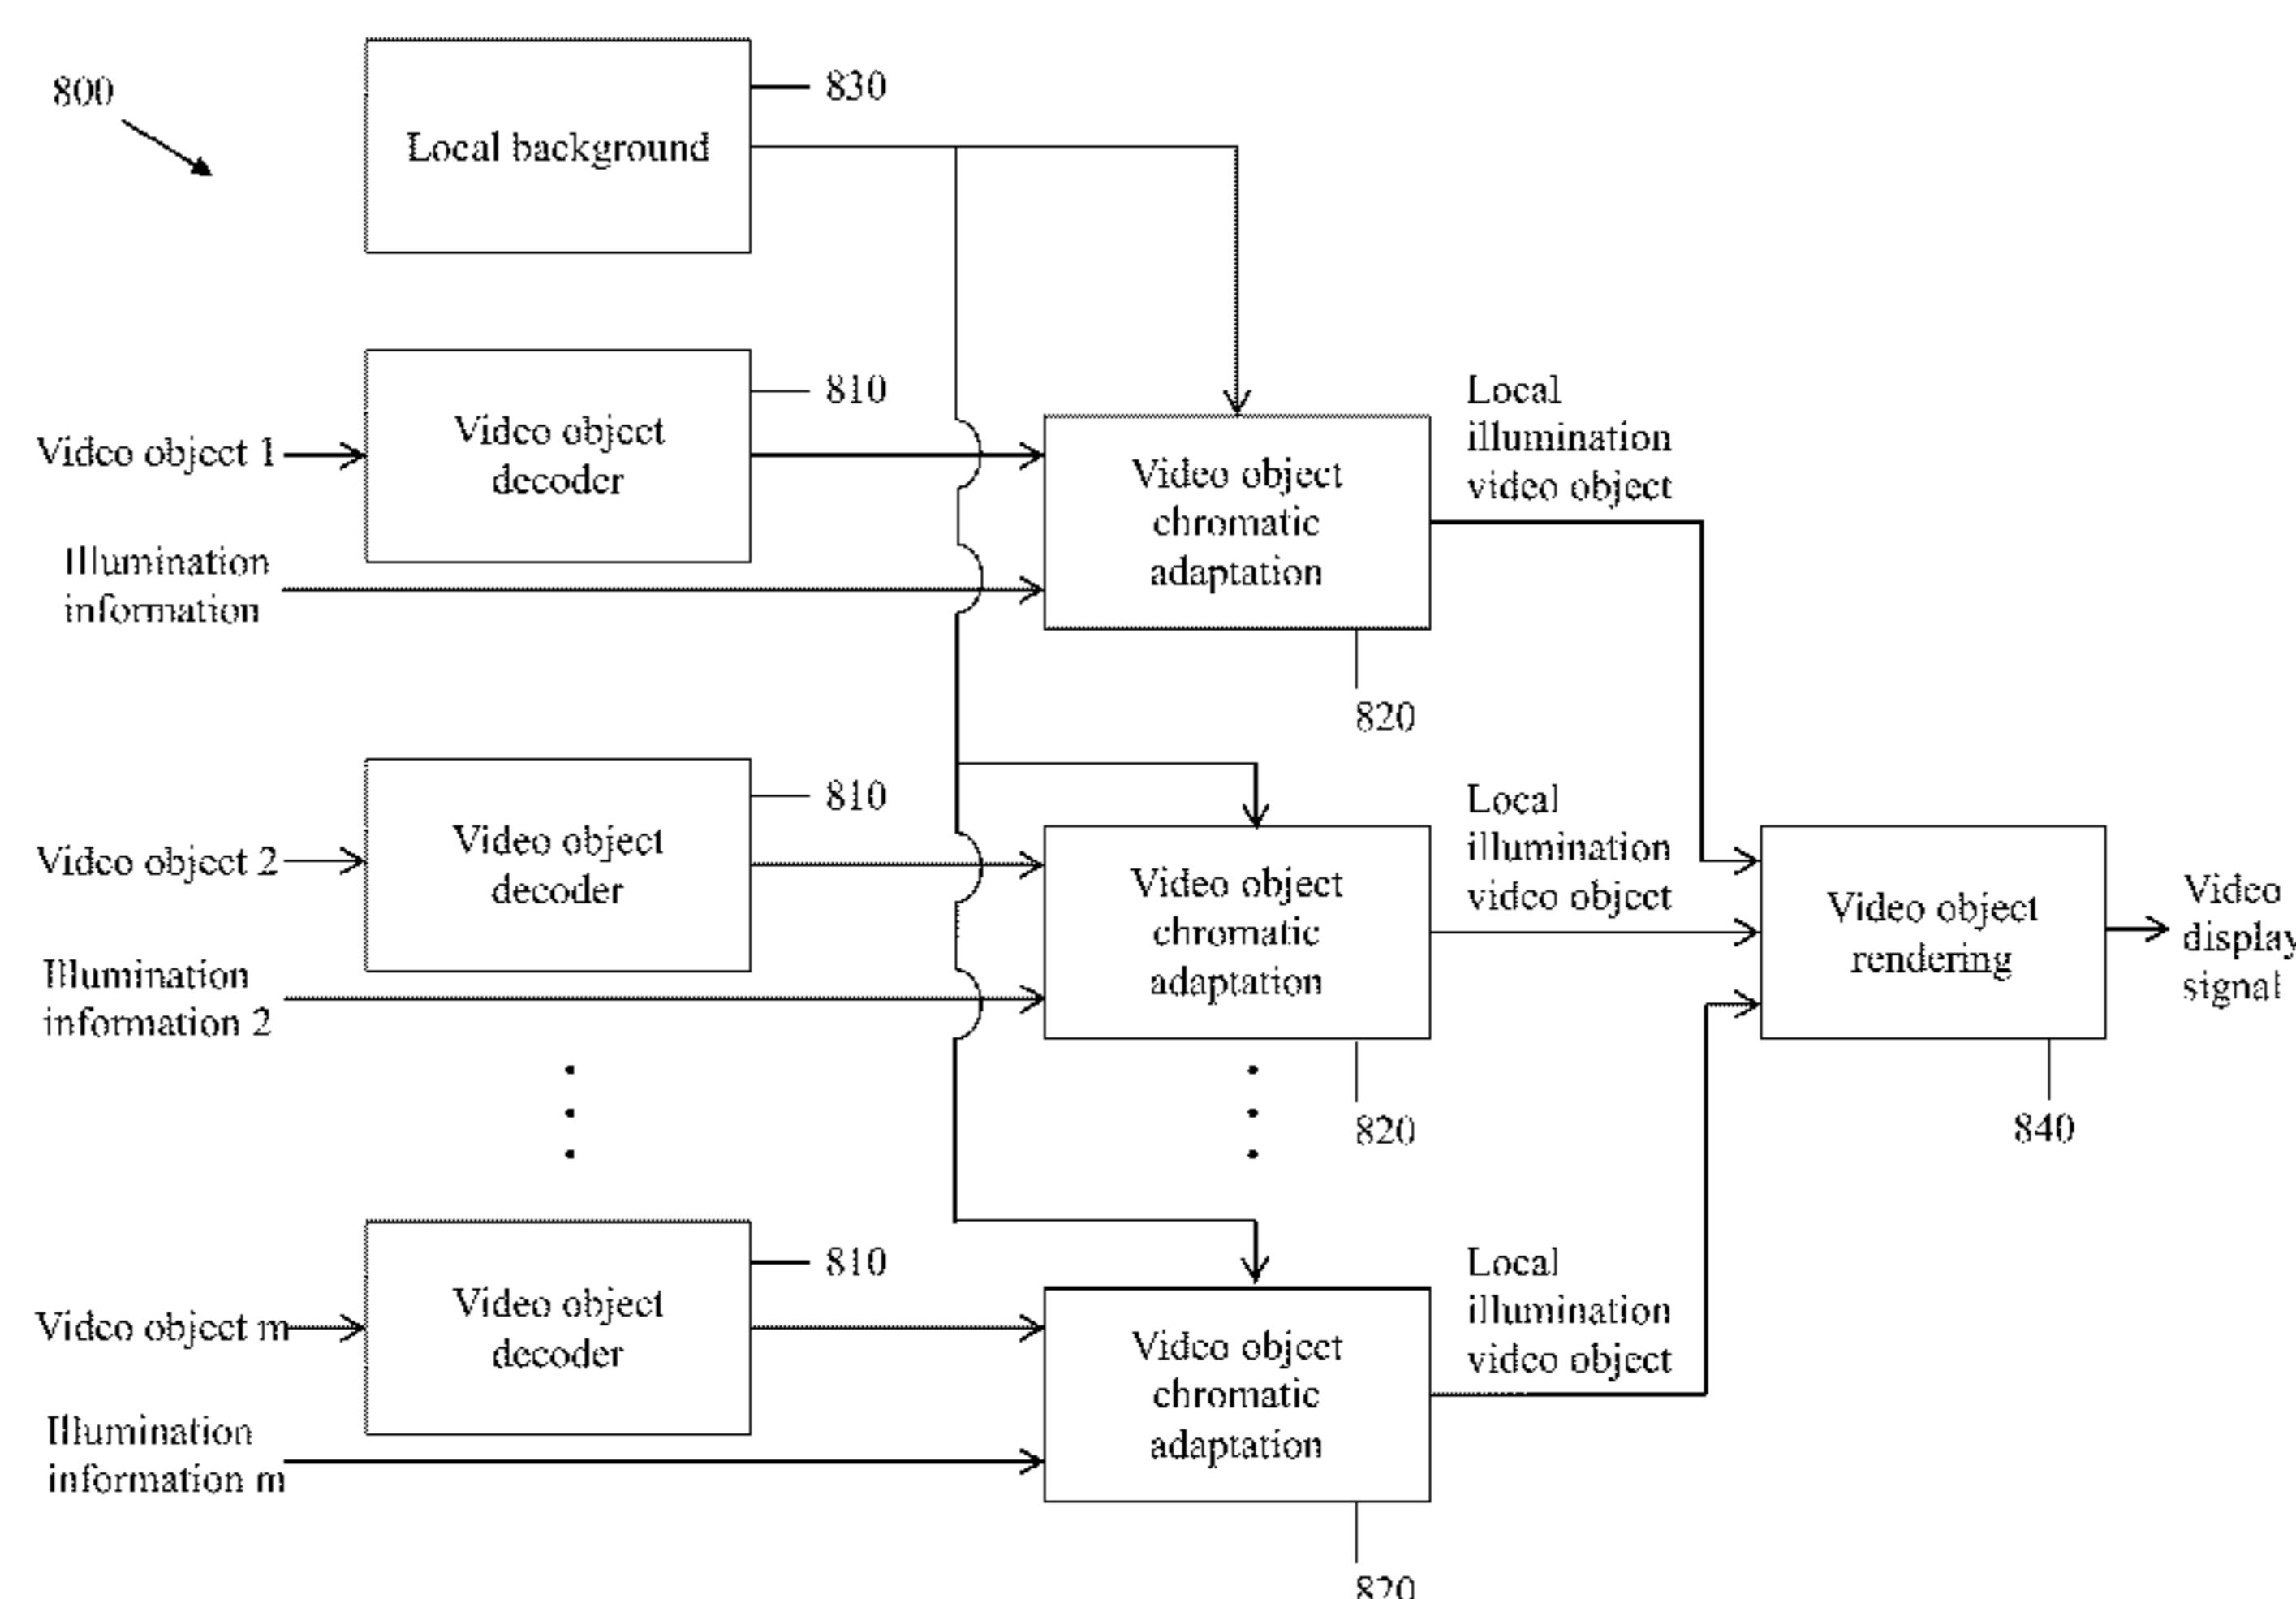 800
830
Local background
810
Video object 1
Video object
decoder
Illumination
information
Video object
chromatic
adaptation
820
Local
illumination
video object
810
Video object 2
Video object
decoder
Illumination
information 2
Video object
chromatic
adaptation
820
Local
illumination
video object
Video object
rendering
840
Video
display
signal
810
Video object m
Video object
decoder
Illumination
information m
Video object
chromatic
adaptation
820
Local
illumination
video object